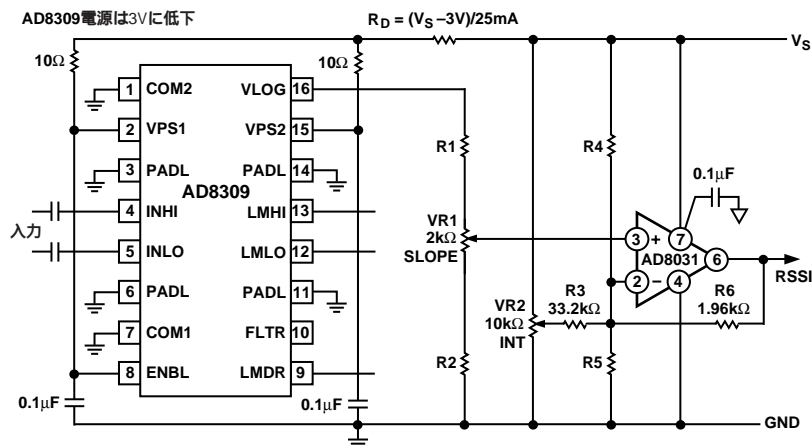 AD8309電源は3Vに低下
R_D = (V_S –3V)/25mA
V_S
10Ω
10Ω
1 COM2
VLOG 16
2 VPS1
VPS2 15
3 PADL
PADL 14
AD8309
4 INHI
LMHI 13
入力
5 INLO
LMLO 12
6 PADL
PADL 11
7 COM1
FLTR 10
8 ENBL
LMDR 9
0.1μF
0.1μF
R1
VR1
2kΩ
SLOPE
R2
VR2
10kΩ
INT
R4
R3
33.2kΩ
R5
0.1μF
3 +
7
AD8031
6
2 –
4
RSSI
R6
1.96kΩ
GND